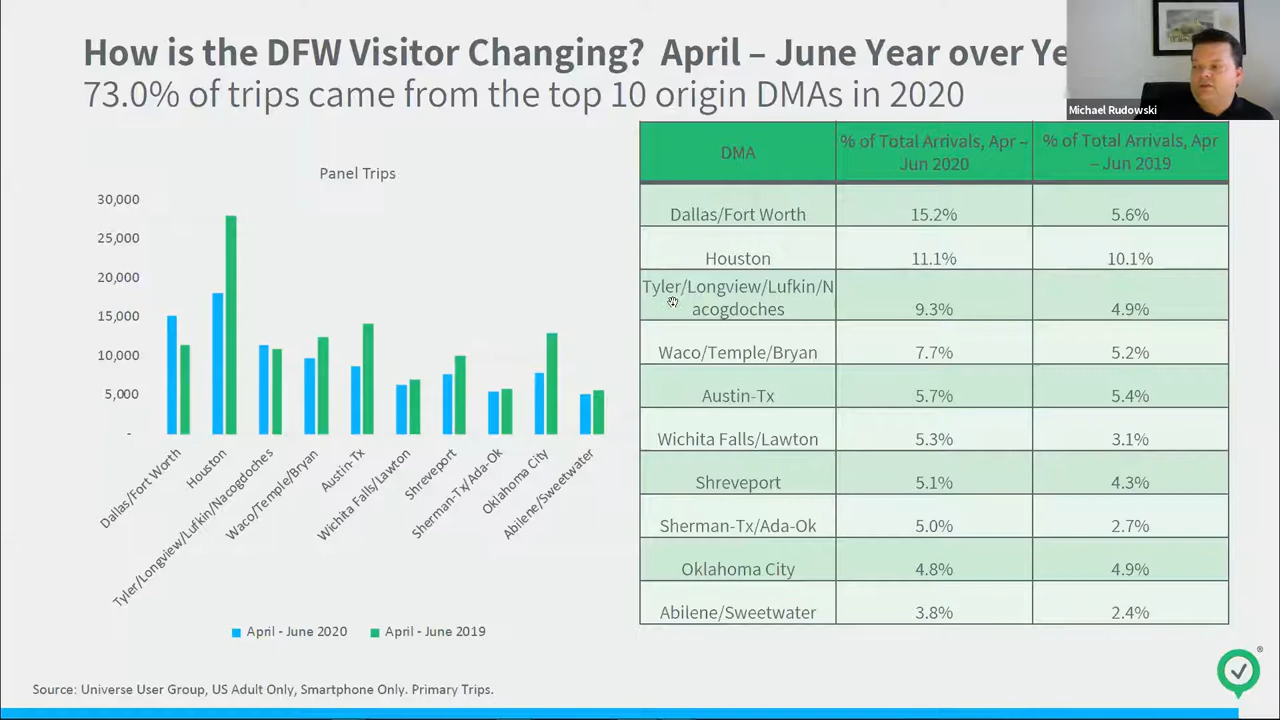 How is the DFW Visitor Changing? April – June Year over Ye
73.0% of trips came from the top 10 origin DMAs in 2020
Michael Rudowski
Panel Trips
30,000
25,000
20,000
15,000
10,000
5,000
-
Dallas/Fort Worth
Houston
Tyler/Longview/Lufkin/Nacogdoches
Waco/Temple/Bryan
Austin-Tx
Wichita Falls/Lawton
Shreveport
Sherman-Tx/Ada-Ok
Oklahoma City
Abilene/Sweetwater
April - June 2020 April - June 2019
DMA % of Total Arrivals, Apr – % of Total Arrivals, Apr
Jun 2020 – Jun 2019
Dallas/Fort Worth 15.2% 5.6%
Houston 11.1% 10.1%
Tyler/Longview/Lufkin/N
acogdoches 9.3% 4.9%
Waco/Temple/Bryan 7.7% 5.2%
Austin-Tx 5.7% 5.4%
Wichita Falls/Lawton 5.3% 3.1%
Shreveport 5.1% 4.3%
Sherman-Tx/Ada-Ok 5.0% 2.7%
Oklahoma City 4.8% 4.9%
Abilene/Sweetwater 3.8% 2.4%
®
Source: Universe User Group, US Adult Only, Smartphone Only. Primary Trips.